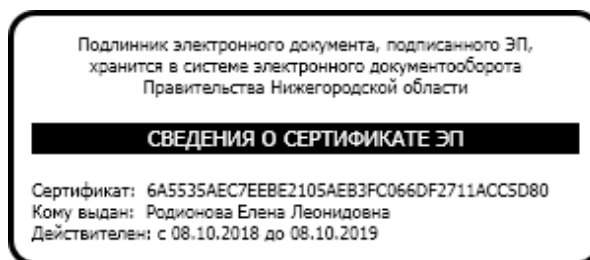 Подлинник электронного документа, подписанного ЭП,
хранится в системе электронного документооборота
Правительства Нижегородской области
СВЕДЕНИЯ О СЕРТИФИКАТЕ ЭП
Сертификат: 6A5535AEC7EEBE2105AEB3FC066DF2711ACC5D80
Кому выдан: Родионова Елена Леонидовна
Действителен: с 08.10.2018 до 08.10.2019